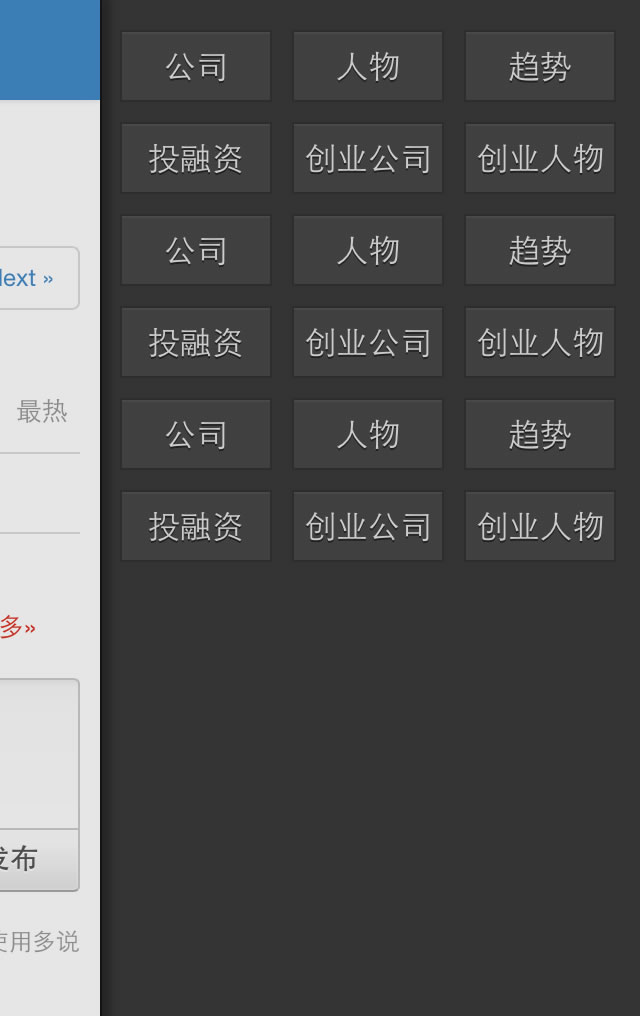 公司 人物 趋势
投融资 创业公司 创业人物
公司 人物 趋势
Next »
投融资 创业公司 创业人物
最热
公司 人物 趋势
投融资 创业公司 创业人物
多»
发布
使用多说